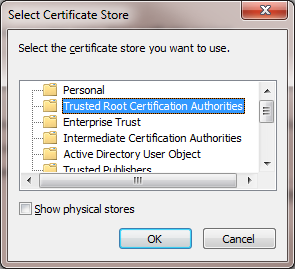 Select Certificate Store
Select the certificate store you want to use.
Personal
Trusted Root Certification Authorities
Enterprise Trust
Intermediate Certification Authorities
Active Directory User Object
Trusted Publishers
Show physical stores
OK
Cancel